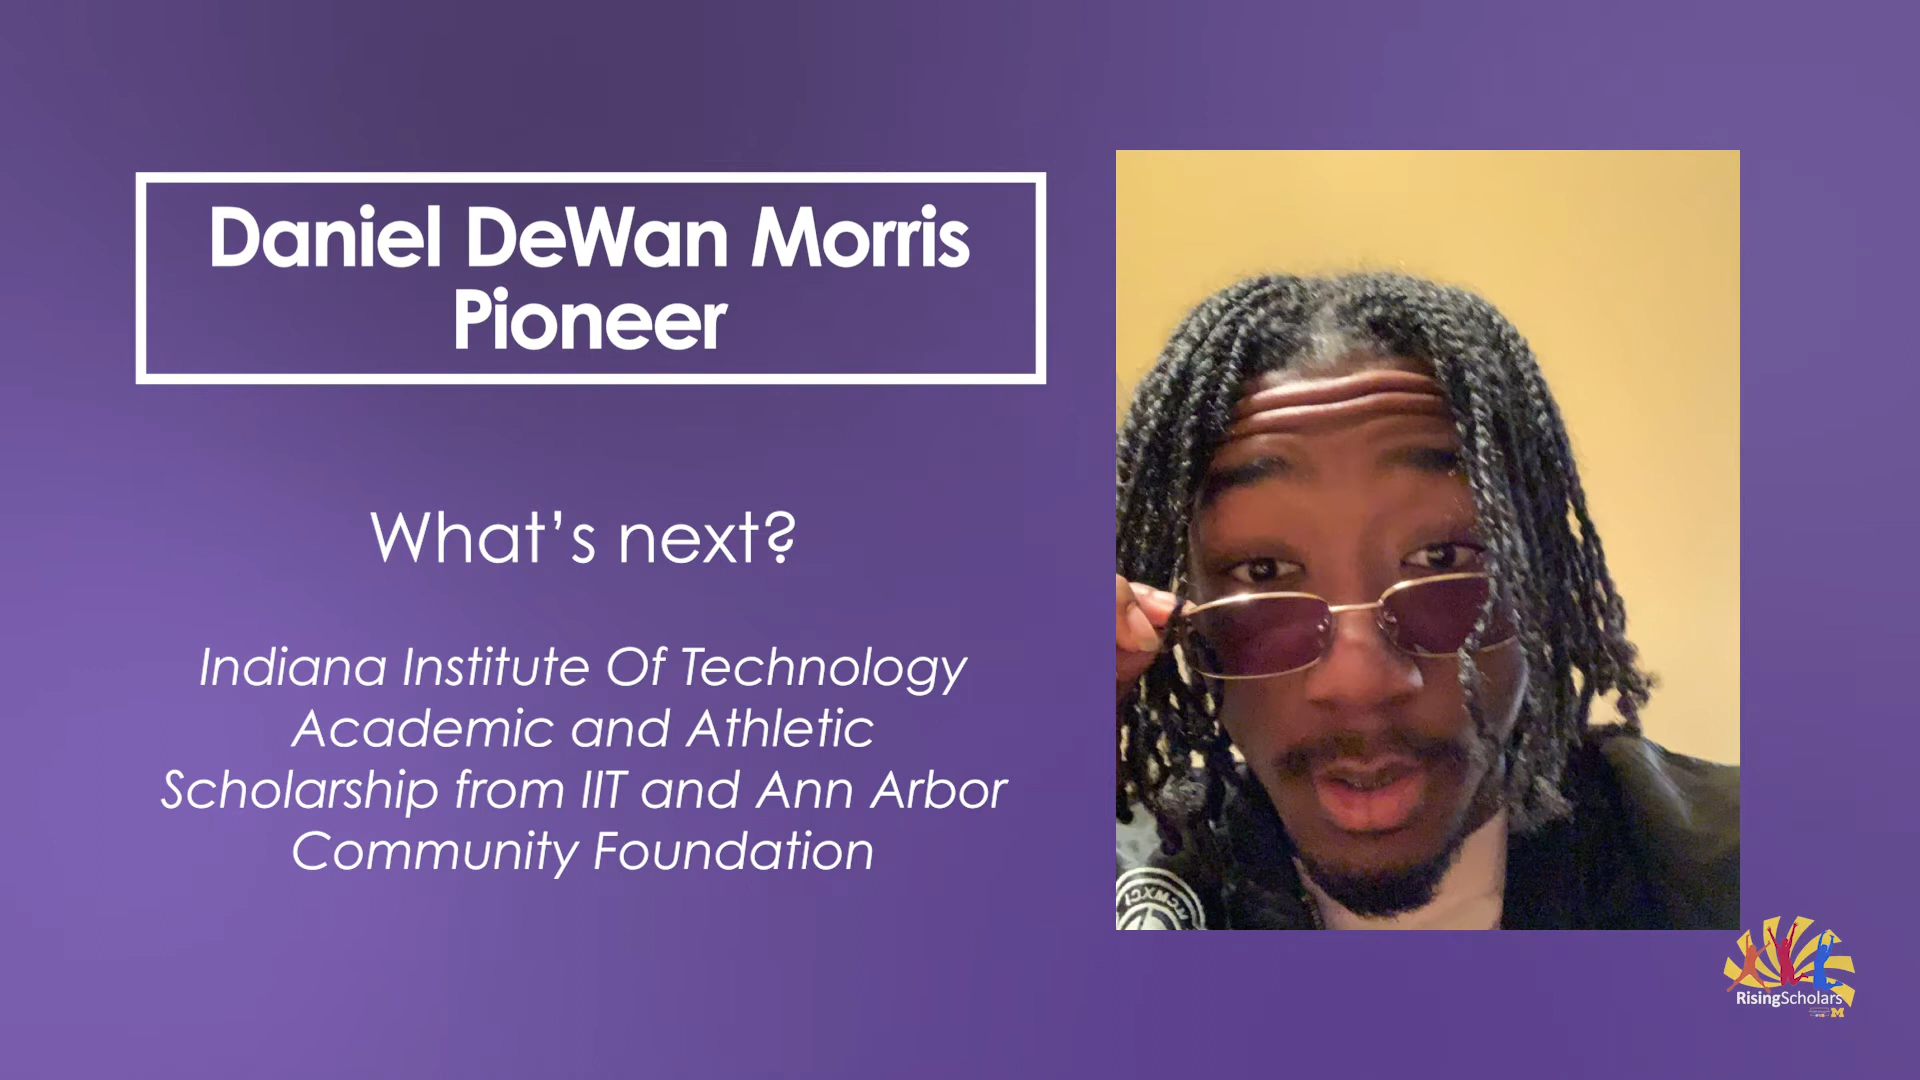 Daniel DeWan Morris
Pioneer
What's next?
Indiana Institute Of Technology
Academic and Athletic
Scholarship from IIT and Ann Arbor
Community Foundation
MCMXCI
RisingScholars
M